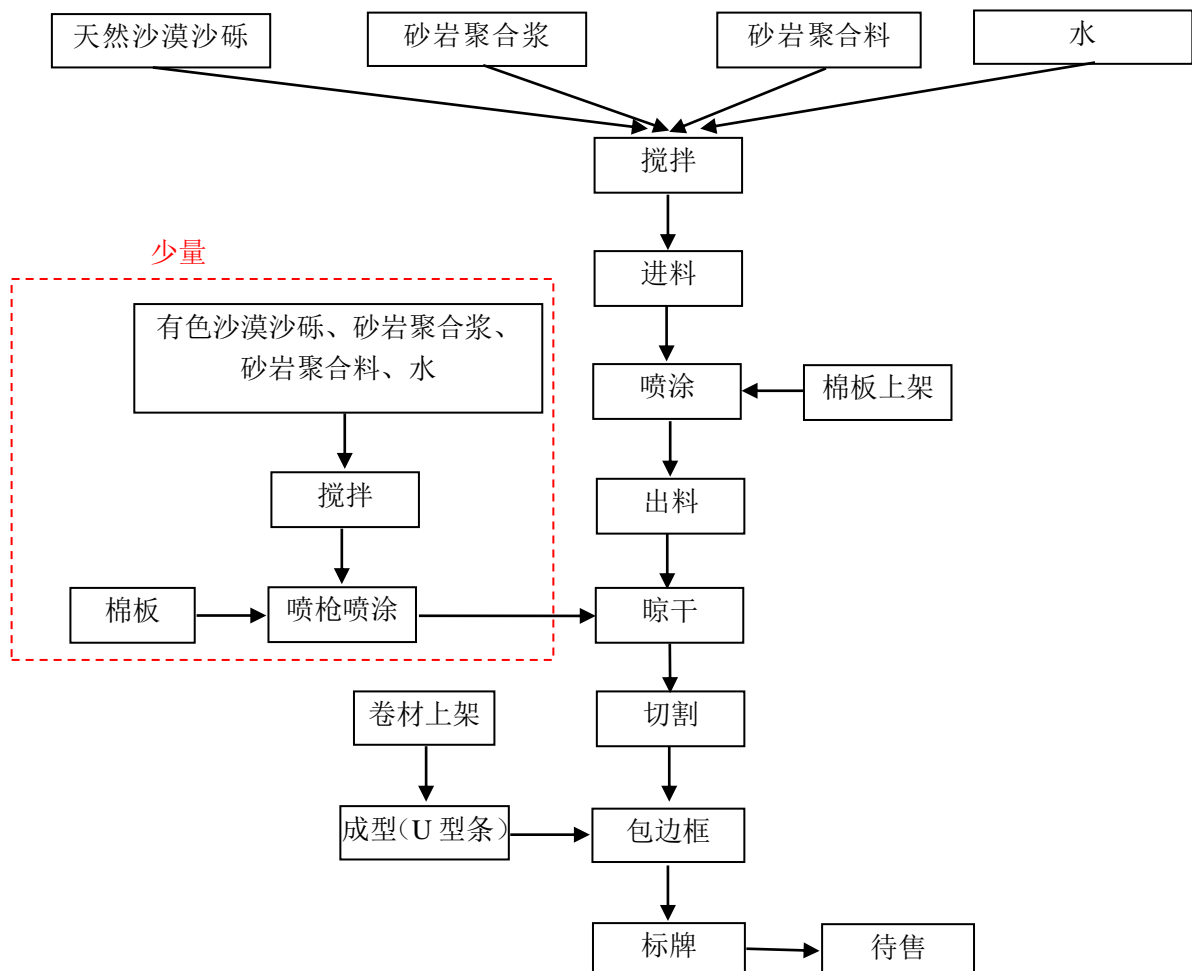 天然沙漠沙砾
砂岩聚合浆
砂岩聚合料
水
搅拌
进料
少量
有色沙漠沙砾、砂岩聚合浆、
砂岩聚合料、水
喷涂
棉板上架
搅拌
出料
棉板
喷枪喷涂
晾干
卷材上架
切割
成型（U 型条）
包边框
标牌
待售